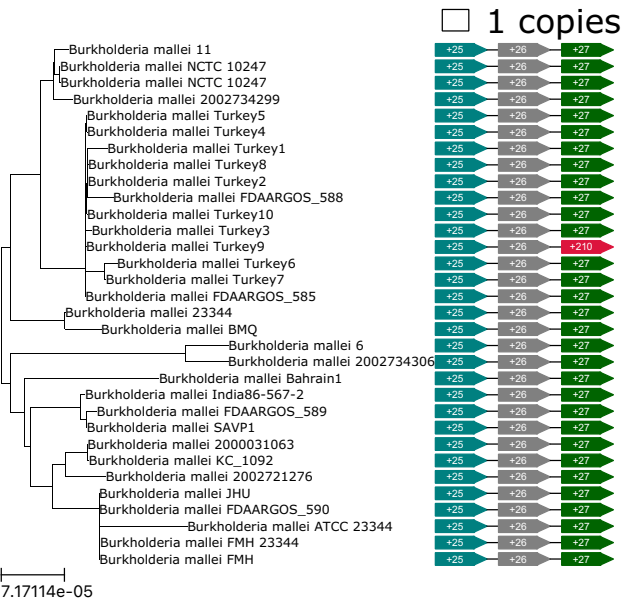 1 copies
Burkholderia mallei 11 +25 +26 +27
Burkholderia mallei NCTC 10247 +25 +26 +27
Burkholderia mallei NCTC 10247 +25 +26 +27
Burkholderia mallei 2002734299 +25 +26 +27
Burkholderia mallei Turkey5 +25 +26 +27
Burkholderia mallei Turkey4 +25 +26 +27
Burkholderia mallei Turkey1 +25 +26 +27
Burkholderia mallei Turkey8 +25 +26 +27
Burkholderia mallei Turkey2 +25 +26 +27
Burkholderia mallei FDAARGOS_588 +25 +26 +27
Burkholderia mallei Turkey10 +25 +26 +27
Burkholderia mallei Turkey3 +25 +26 +27
Burkholderia mallei Turkey9 +25 +26 +210
Burkholderia mallei Turkey6 +25 +26 +27
Burkholderia mallei Turkey7 +25 +26 +27
Burkholderia mallei FDAARGOS_585 +25 +26 +27
Burkholderia mallei 23344 +25 +26 +27
Burkholderia mallei BMQ +25 +26 +27
Burkholderia mallei 6 +25 +26 +27
Burkholderia mallei 2002734306 +25 +26 +27
Burkholderia mallei Bahrain1 +25 +26 +27
Burkholderia mallei India86-567-2 +25 +26 +27
Burkholderia mallei FDAARGOS_589 +25 +26 +27
Burkholderia mallei SAVP1 +25 +26 +27
Burkholderia mallei 2000031063 +25 +26 +27
Burkholderia mallei KC_1092 +25 +26 +27
Burkholderia mallei 2002721276 +25 +26 +27
Burkholderia mallei JHU +25 +26 +27
Burkholderia mallei FDAARGOS_590 +25 +26 +27
Burkholderia mallei ATCC 23344 +25 +26 +27
Burkholderia mallei FMH 23344 +25 +26 +27
Burkholderia mallei FMH +25 +26 +27
7.17114e-05